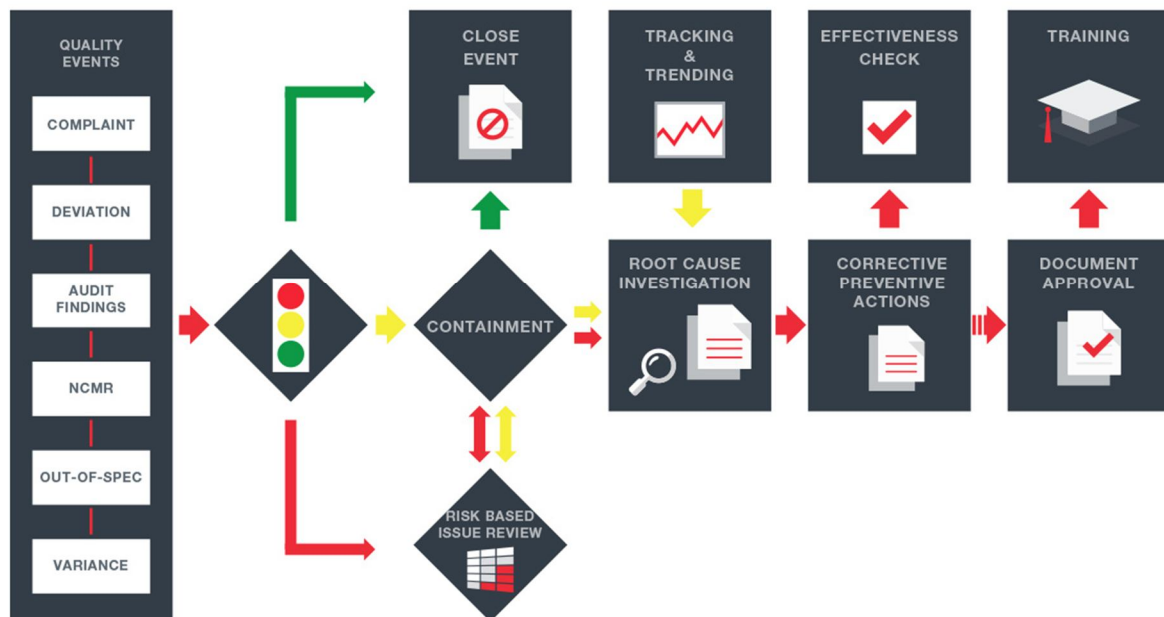 QUALITY
EVENTS
COMPLAINT
DEVIATION
AUDIT
FINDINGS
NCMR
OUT-OF-SPEC
VARIANCE
CLOSE
EVENT
TRACKING
&
TRENDING
EFFECTIVENESS
CHECK
TRAINING
CONTAINMENT
ROOT CAUSE
INVESTIGATION
CORRECTIVE
PREVENTIVE
ACTIONS
DOCUMENT
APPROVAL
RISK BASED
ISSUE REVIEW